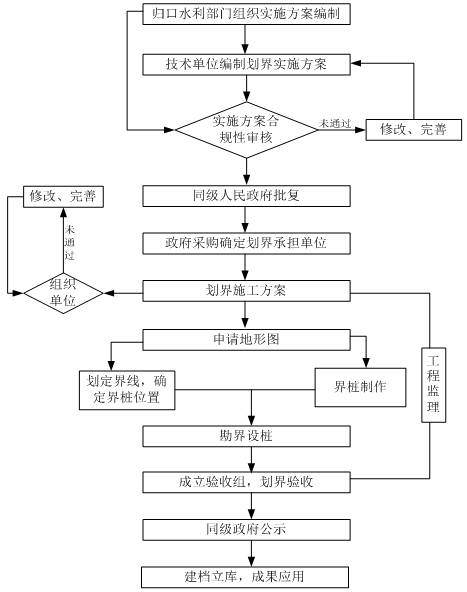 归口水利部门组织实施方案编制
技术单位编制划界实施方案
实施方案合
规性审核
未通过
修改、完善
同级人民政府批复
修改、完善
未通过
政府采购确定划界承担单位
组织
单位
划界施工方案
申请地形图
工程监理
划定界线，确
定界桩位置
界桩制作
勘界设桩
成立验收组，划界验收
同级政府公示
建档立库，成果应用